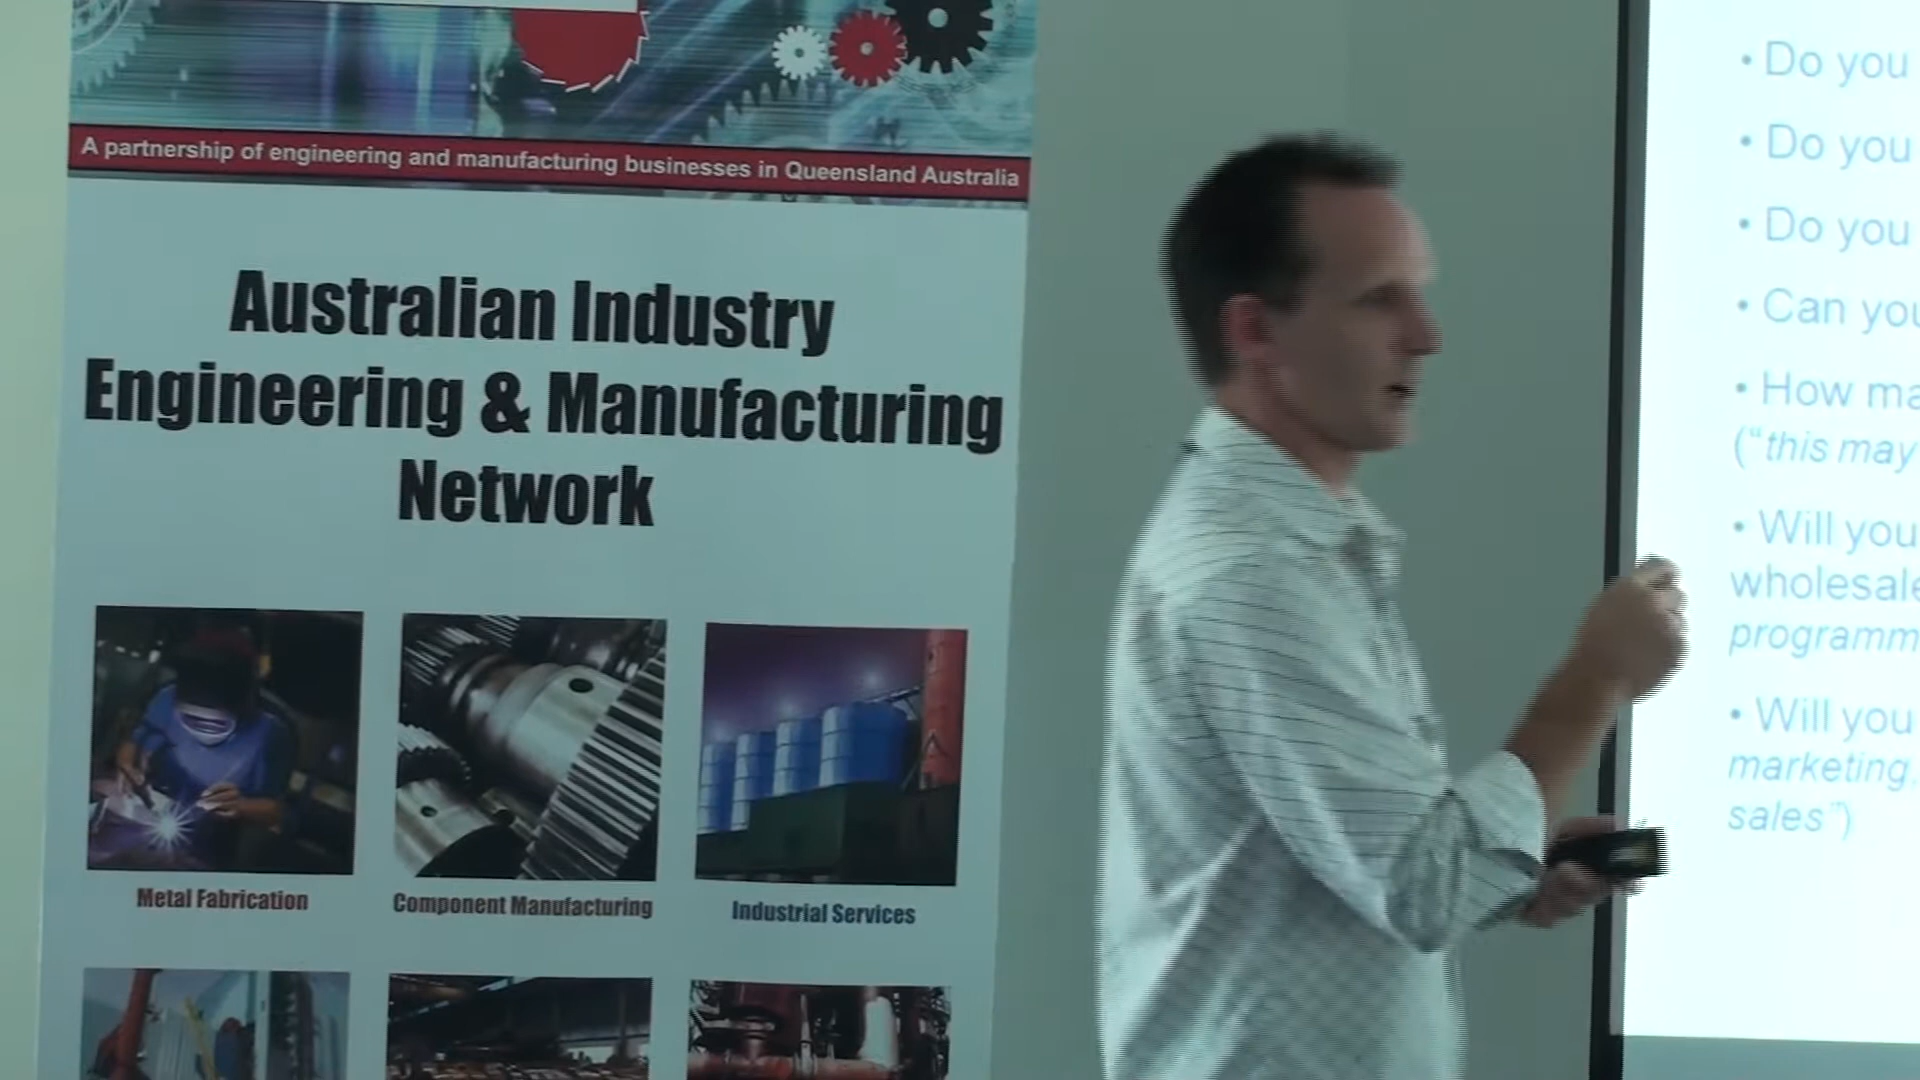 A partnership of engineering and manufacturing businesses in Queensland Australia
Australian Industry
Engineering & Manufacturing
Network
Metal Fabrication
Component Manufacturing
Industrial Services
• Do you
• Do you
• Do you
• Can you
• How ma
("this may
• Will you
wholesale
programm
• Will you
marketing,
sales")